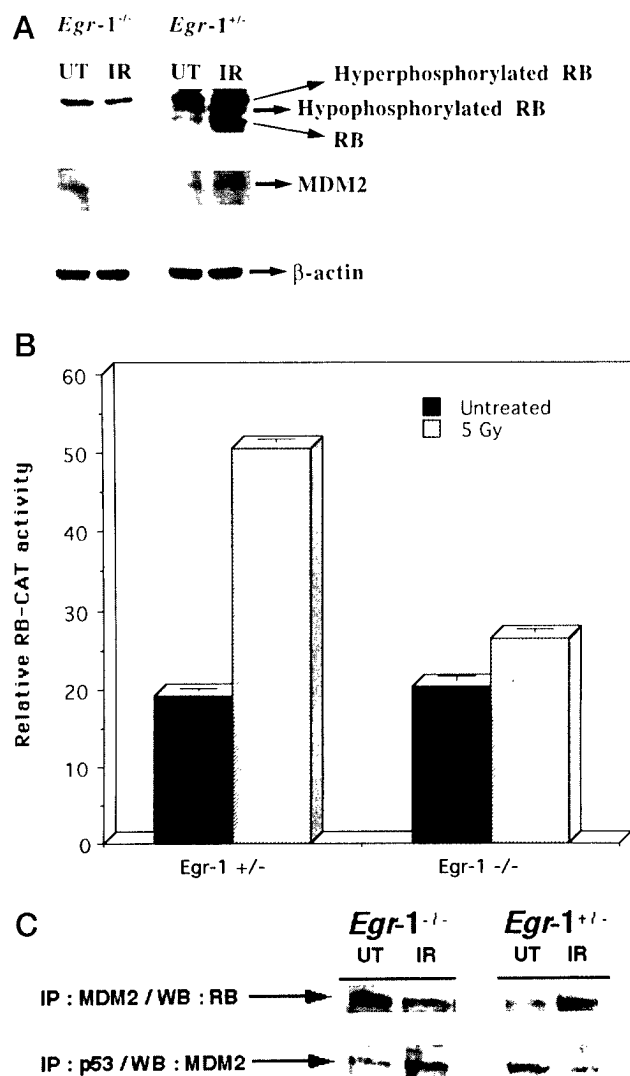 A
Egr-1-/- Egr-1+/-
UT IR UT IR
Hyperphosphorylated RB
Hypophosphorylated RB
RB
MDM2
β-actin
B
60
50
40
30
20
10
0
Relative RB-CAT activity
Untreated
5 Gy
Egr-1 +/- Egr-1 -/-
C
Egr-1-/- Egr-1+/-
UT IR UT IR
IP : MDM2 / WB : RB
IP : p53 / WB : MDM2